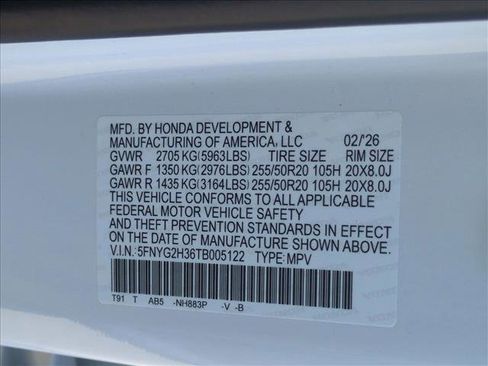 MFD. BY HONDA DEVELOPMENT &
MANUFACTURING OF AMERICA, LLC 02/'26
GVWR 2705 KG(5963LBS) TIRE SIZE RIM SIZE
GAWR F 1350 KG(2976LBS) 255/50R20 105H 20X8.0J
GAWR R 1435 KG(3164LBS) 255/50R20 105H 20X8.0J
THIS VEHICLE CONFORMS TO ALL APPLICABLE
FEDERAL MOTOR VEHICLE SAFETY
AND THEFT PREVENTION STANDARDS IN EFFECT
ON THE DATE OF MANUFACTURE SHOWN ABOVE.
V.I.N.:5FNYG2H36TB005122 TYPE:MPV
T91 T AB5 -NH883P -V -B